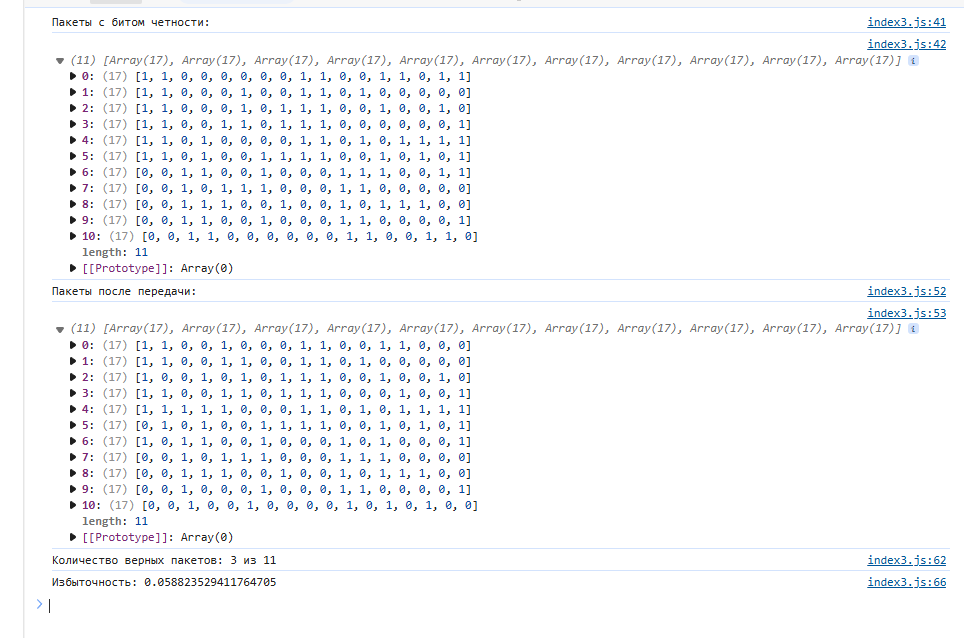 Пакеты с битом четности: index3.js:41
index3.js:42
(11) [Array(17), Array(17), Array(17), Array(17), Array(17), Array(17), Array(17), Array(17), Array(17), Array(17), Array(17)] i
0: (17) [1, 1, 0, 0, 0, 0, 0, 0, 1, 1, 0, 0, 1, 1, 0, 1, 1]
1: (17) [1, 1, 0, 0, 0, 1, 0, 0, 1, 1, 0, 1, 0, 0, 0, 0, 0]
2: (17) [1, 1, 0, 0, 0, 1, 0, 1, 1, 1, 0, 0, 1, 0, 0, 1, 0]
3: (17) [1, 1, 0, 0, 1, 1, 0, 1, 1, 1, 0, 0, 0, 0, 0, 0, 1]
4: (17) [1, 1, 0, 1, 0, 0, 0, 0, 1, 1, 0, 1, 0, 1, 1, 1, 1]
5: (17) [1, 1, 0, 1, 0, 0, 1, 1, 1, 1, 0, 0, 1, 0, 1, 0, 1]
6: (17) [0, 0, 1, 1, 0, 0, 1, 0, 0, 0, 1, 1, 1, 0, 0, 1, 1]
7: (17) [0, 0, 1, 0, 1, 1, 1, 0, 0, 0, 1, 1, 0, 0, 0, 0, 0]
8: (17) [0, 0, 1, 1, 1, 0, 0, 1, 0, 0, 1, 0, 1, 1, 1, 0, 0]
9: (17) [0, 0, 1, 1, 0, 0, 1, 0, 0, 0, 1, 1, 0, 0, 0, 0, 1]
10: (17) [0, 0, 1, 1, 0, 0, 0, 0, 0, 0, 1, 1, 0, 0, 1, 1, 0]
length: 11
[[Prototype]]: Array(0)
Пакеты после передачи: index3.js:52
index3.js:53
(11) [Array(17), Array(17), Array(17), Array(17), Array(17), Array(17), Array(17), Array(17), Array(17), Array(17), Array(17)] i
0: (17) [1, 1, 0, 0, 1, 0, 0, 0, 1, 1, 0, 0, 1, 1, 0, 0, 0]
1: (17) [1, 1, 0, 0, 1, 1, 0, 0, 1, 1, 0, 1, 0, 0, 0, 0, 0]
2: (17) [1, 0, 0, 1, 0, 1, 0, 1, 1, 1, 0, 0, 1, 0, 0, 1, 0]
3: (17) [1, 1, 0, 0, 1, 1, 0, 1, 1, 1, 0, 0, 0, 1, 0, 0, 1]
4: (17) [1, 1, 1, 1, 1, 0, 0, 0, 1, 1, 0, 1, 0, 1, 1, 1, 1]
5: (17) [0, 1, 0, 1, 0, 0, 1, 1, 1, 1, 0, 0, 1, 0, 1, 0, 1]
6: (17) [1, 0, 1, 1, 0, 0, 1, 0, 0, 0, 1, 0, 1, 0, 0, 0, 1]
7: (17) [0, 0, 1, 0, 1, 1, 1, 0, 0, 0, 1, 1, 1, 0, 0, 0, 0]
8: (17) [0, 0, 1, 1, 1, 0, 0, 1, 0, 0, 1, 0, 1, 1, 1, 0, 0]
9: (17) [0, 0, 1, 0, 0, 0, 1, 0, 0, 0, 1, 1, 0, 0, 0, 0, 1]
10: (17) [0, 0, 1, 0, 0, 1, 0, 0, 0, 0, 1, 0, 1, 0, 1, 0, 0]
length: 11
[[Prototype]]: Array(0)
Количество верных пакетов: 3 из 11 index3.js:62
Избыточность: 0.058823529411764705 index3.js:66